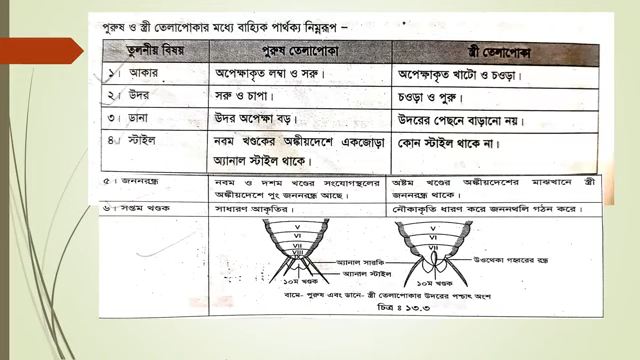 পুরুষ ও স্ত্রী তেলাপোকার মধ্যে বাহ্যিক পার্থক্য নিম্নরূপ –
তুলনীয় বিষয় পুরুষ তেলাপোকা স্ত্রী তেলাপোকা
১। আকার অপেক্ষাকৃত লম্বা ও সরু। অপেক্ষাকৃত খাটো ও চওড়া।
২। উদর সরু ও চাপা। চওড়া ও পুরু।
৩। ডানা উদর অপেক্ষা বড়। উদরের পেছনে বাড়ানো নয়।
৪। স্টাইল নবম খণ্ডকের অঙ্কীয়দেশে একজোড়া কোন স্টাইল থাকে না।
অ্যানাল স্টাইল থাকে।
৫। জননরন্ধ্র নবম ও দশম খণ্ডের সংযোগস্থলের অষ্টম খণ্ডের অঙ্কীয়দেশের মাঝখানে স্ত্রী
অঙ্কীয়দেশে পুং জননরন্ধ্র আছে। জননরন্ধ্র থাকে।
৬। সপ্তম খণ্ডক সাধারণ আকৃতির। নৌকাকৃতি ধারণ করে জননথলি গঠন করে।
V V
VI VI
VII VII
VIII
IX
অ্যানাল সারকি উওথেকা গহ্বরের রন্ধ্র
অ্যানাল স্টাইল
১০ম খণ্ডক ১০ম খণ্ডক
বামে- পুরুষ এবং ডানে- স্ত্রী তেলাপোকার উদরের পশ্চাৎ অংশ
চিত্র ঃ ১৩.৩